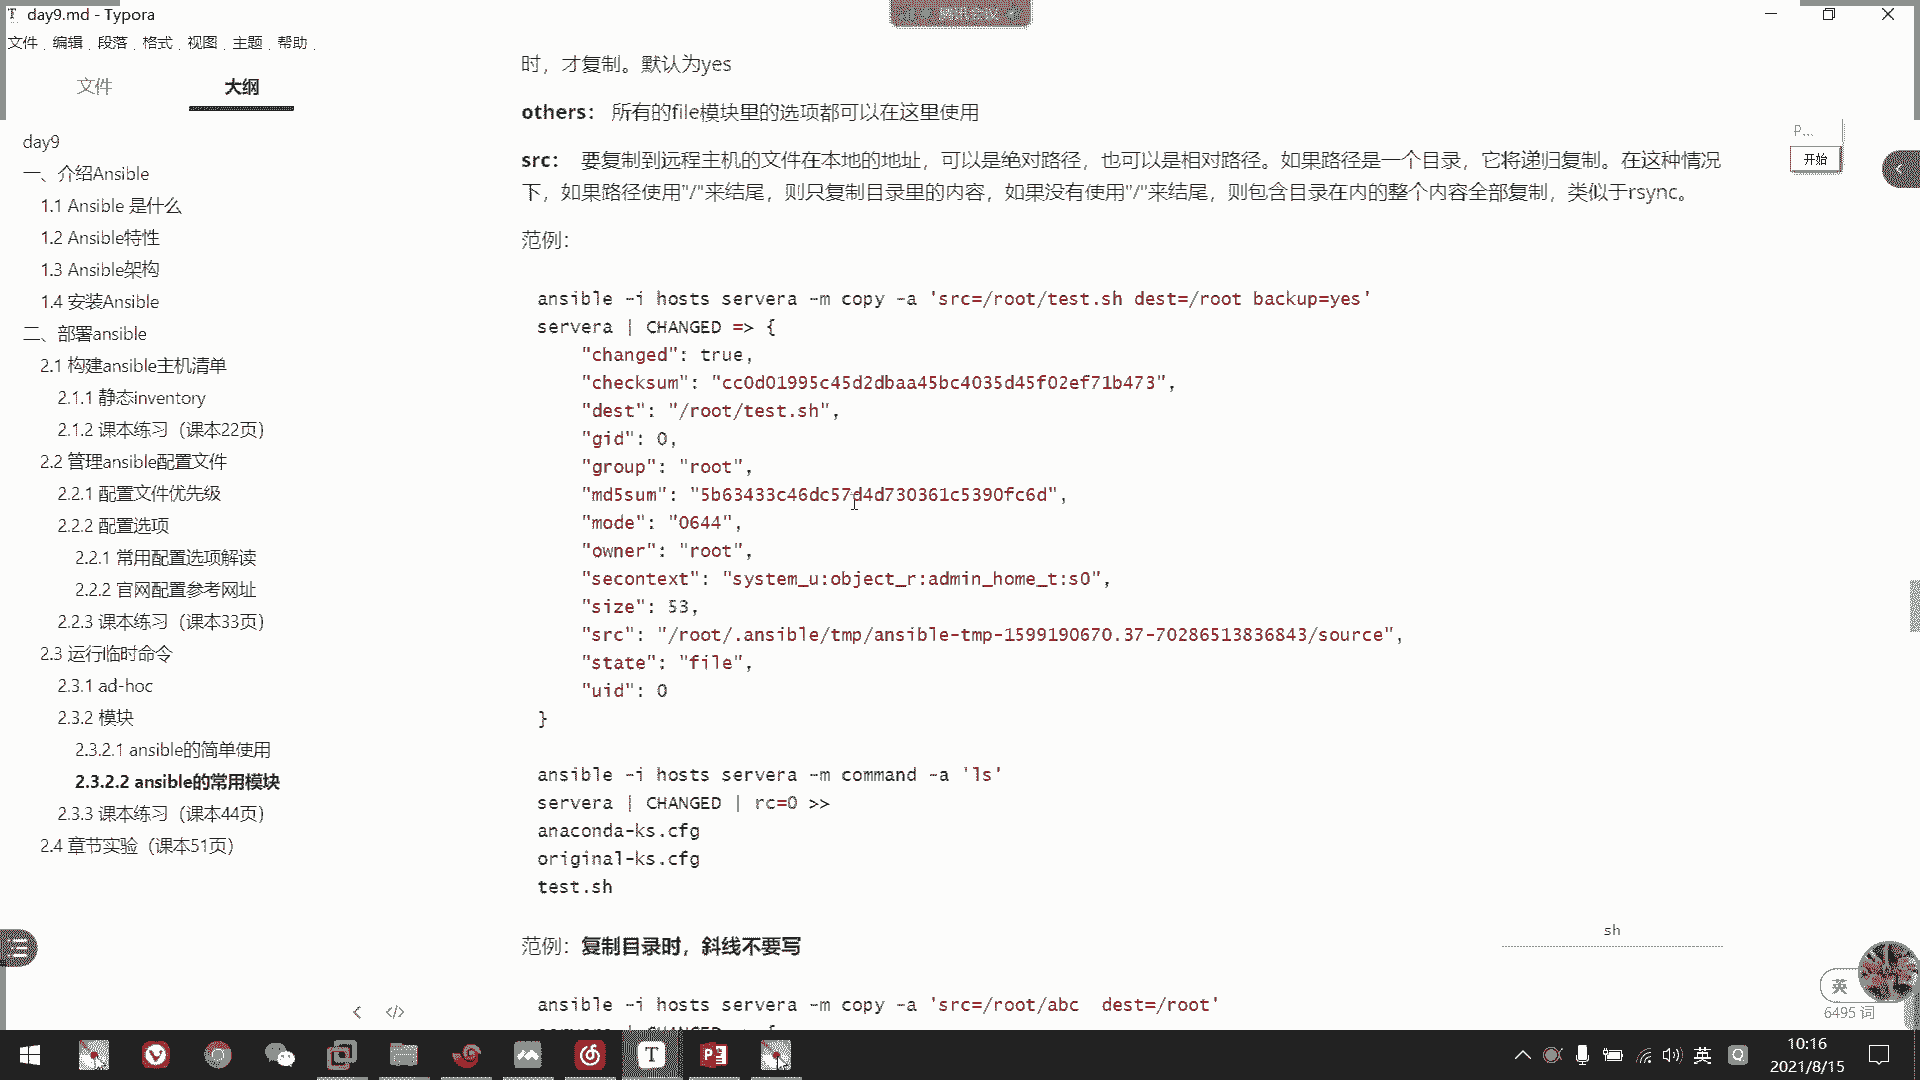 day9.md - Typora
文件 编辑 段落 格式 视图 主题 帮助
文件 大纲
day9
一、介绍Ansible
1.1 Ansible 是什么
1.2 Ansible特性
1.3 Ansible架构
1.4 安装Ansible
二、部署ansible
2.1 构建ansible主机清单
2.1.1 静态inventory
2.1.2 课本练习（课本22页）
2.2 管理ansible配置文件
2.2.1 配置文件优先级
2.2.2 配置选项
2.2.1 常用配置选项解读
2.2.2 官网配置参考网址
2.2.3 课本练习（课本33页）
2.3 运行临时命令
2.3.1 ad-hoc
2.3.2 模块
2.3.2.1 ansible的简单使用
2.3.2.2 ansible的常用模块
2.3.3 课本练习（课本44页）
2.4 章节实验（课本51页）
时，才复制。默认为yes
others： 所有的file模块里的选项都可以在这里使用
src： 要复制到远程主机的文件在本地的地址，可以是绝对路径，也可以是相对路径。如果路径是一个目录，它将递归复制。在这种情况
下，如果路径使用"/"来结尾，则只复制目录里的内容，如果没有使用"/"来结尾，则包含目录在内的整个内容全部复制，类似于rsync。
范例：
ansible -i hosts servera -m copy -a 'src=/root/test.sh dest=/root backup=yes'
servera | CHANGED => {
"changed": true,
"checksum": "cc0d01995c45d2dbaa45bc4035d45f02ef71b473",
"dest": "/root/test.sh",
"gid": 0,
"group": "root",
"md5sum": "5b63433c46dc57d4d730361c5390fc6d",
"mode": "0644",
"owner": "root",
"secontext": "system_u:object_r:admin_home_t:s0",
"size": 53,
"src": "/root/.ansible/tmp/ansible-tmp-1599190670.37-70286513836843/source",
"state": "file",
"uid": 0
}
ansible -i hosts servera -m command -a 'ls'
servera | CHANGED | rc=0 >>
anaconda-ks.cfg
original-ks.cfg
test.sh
范例：复制目录时，斜线不要写
sh
ansible -i hosts servera -m copy -a 'src=/root/abc  dest=/root'
P...
开始
英
6495 词
英
10:16
2021/8/15